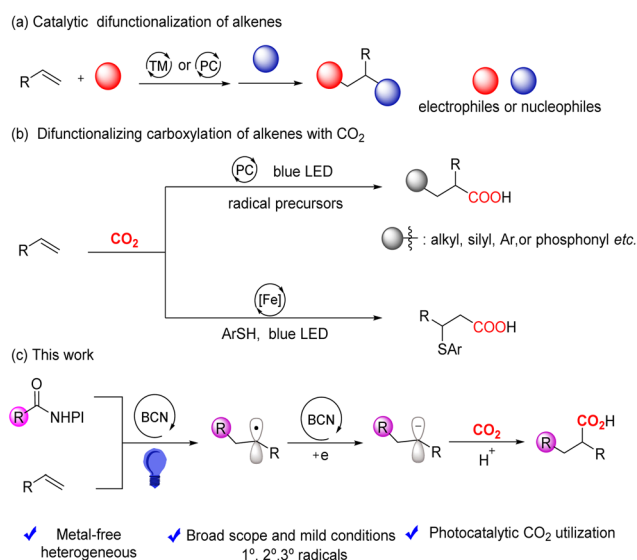 (a) Catalytic difunctionalization of alkenes
R + TM or PC R
electrophiles or nucleophiles
(b) Difunctionalizing carboxylation of alkenes with CO2
PC blue LED
radical precursors
R
COOH
R CO2
: alkyl, silyl, Ar,or phosphonyl etc.
[Fe]
ArSH, blue LED
R COOH
SAr
(c) This work
O
R NHPI
R
BCN
R • R
BCN
+e
R − R
CO2
H+
CO2H
R R
Metal-free
heterogeneous
Broad scope and mild conditions
1º, 2º,3º radicals
Photocatalytic CO2 utilization